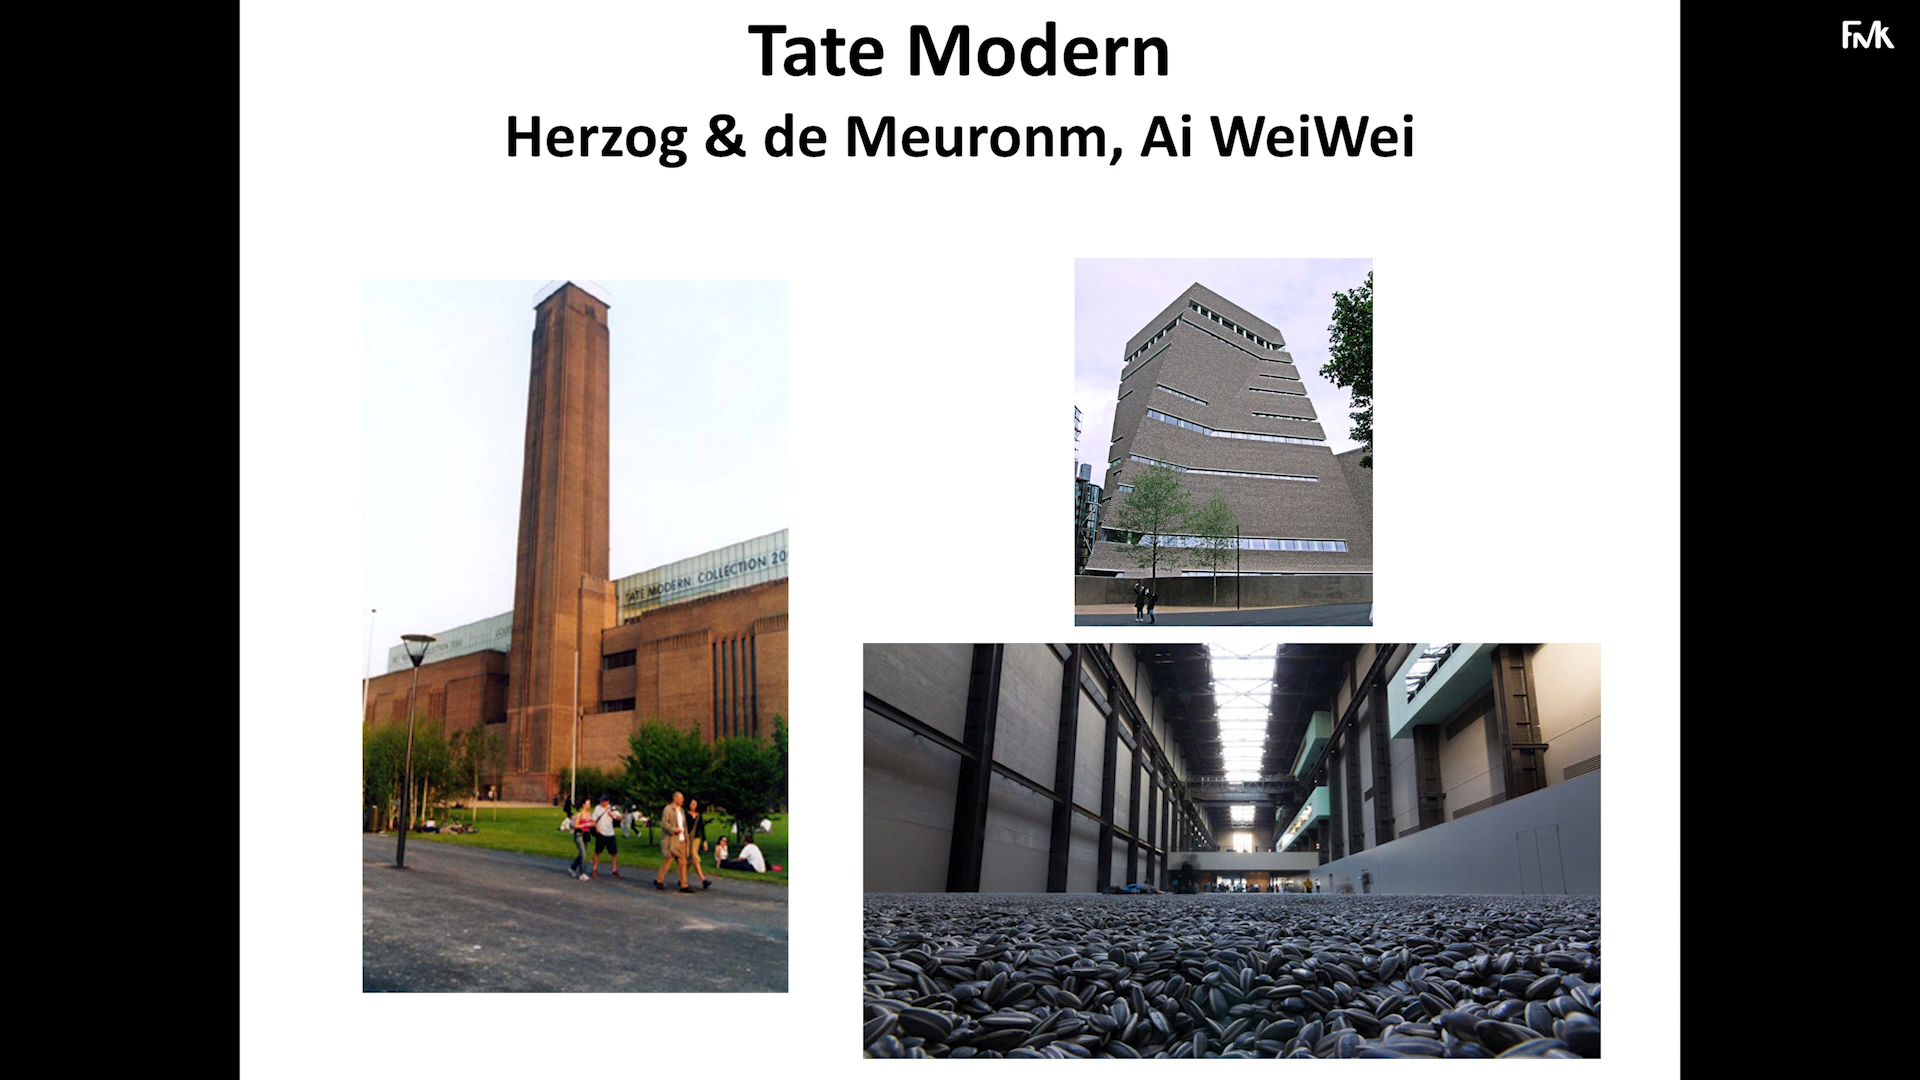 Tate Modern
Herzog & de Meuronm, Ai WeiWei
FMK
TATE MODERN COLLECTION 20